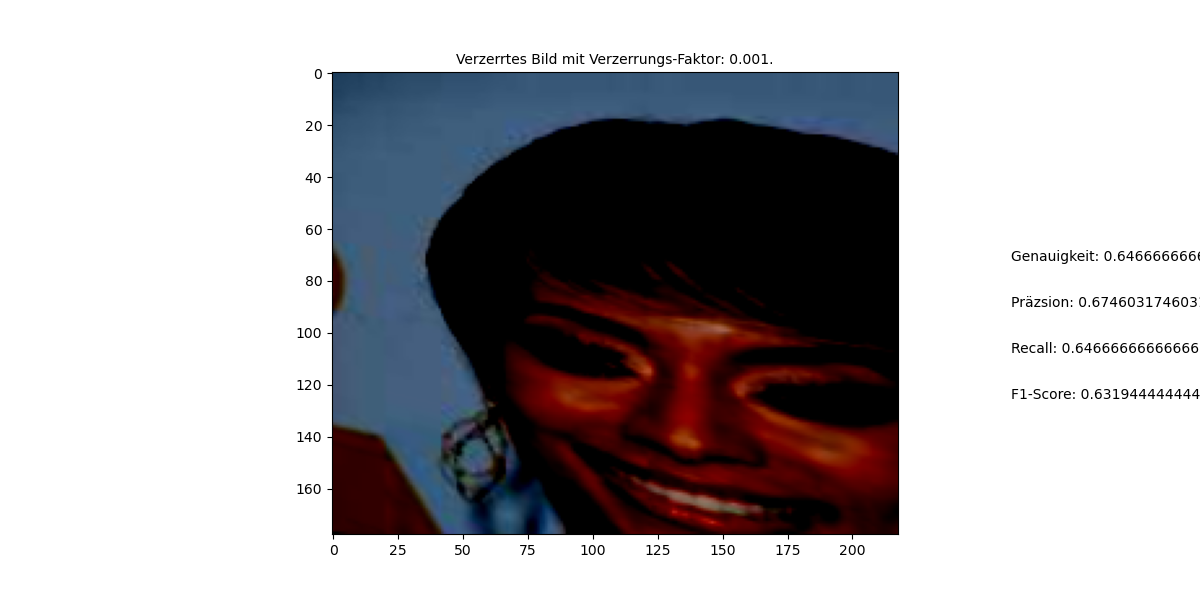 Verzerrtes Bild mit Verzerrungs-Faktor: 0.001.
0
20
40
60
80
100
120
140
160
0 25 50 75 100 125 150 175 200
Genauigkeit: 0.6466666666
Präzsion: 0.674603174603
Recall: 0.64666666666666
F1-Score: 0.631944444444